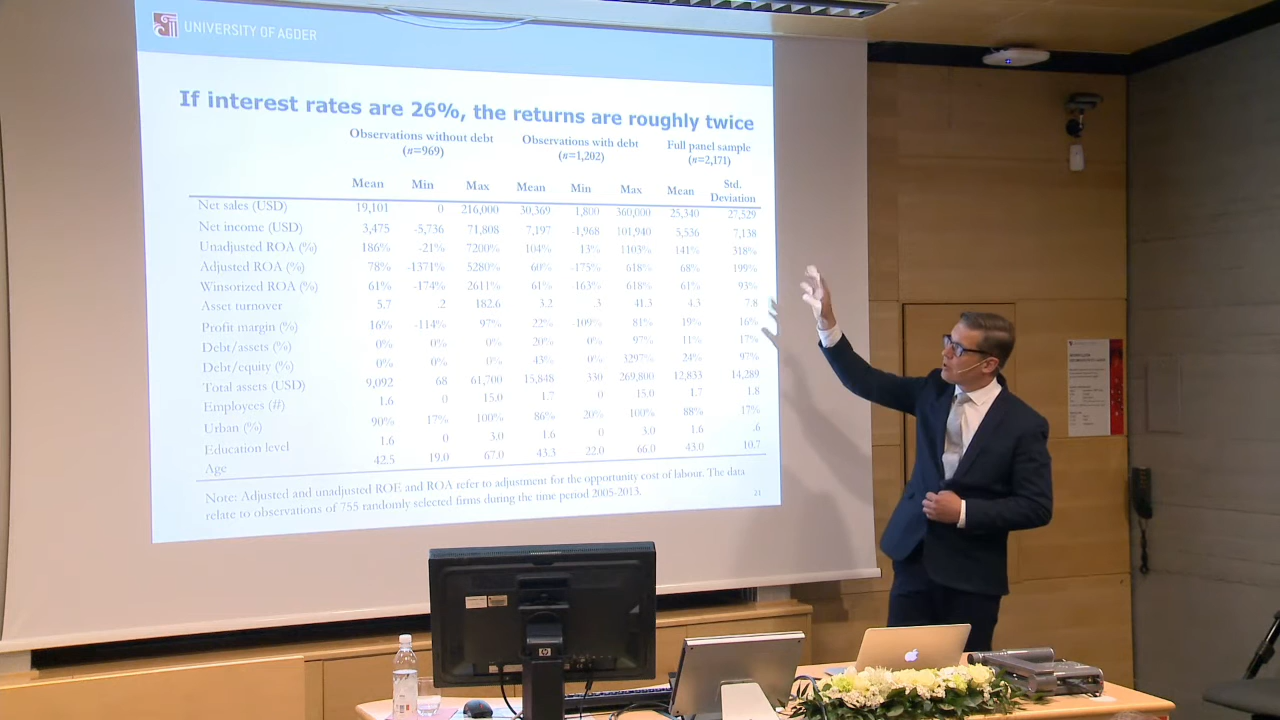 UNIVERSITY OF AGDER
If interest rates are 26%, the returns are roughly twice
Observations without debt (n=969) Observations with debt (n=1,202) Full panel sample (n=2,171)
Mean Min Max Mean Min Max Mean Std. Deviation
Net sales (USD) 19,101 0 216,000 30,369 1,800 360,000 25,340 27,529
Net income (USD) 3,475 -5,736 71,808 7,197 -1,968 101,940 5,536 7,138
Unadjusted ROA (%) 186% -21% 7200% 104% 13% 1103% 141% 318%
Adjusted ROA (%) 78% -1371% 5280% 60% -175% 618% 68% 199%
Winsorized ROA (%) 61% -174% 2611% 61% -163% 618% 61% 93%
Asset turnover 5.7 .2 182.6 3.2 .3 41.3 4.3 7.8
Profit margin (%) 16% -114% 97% 22% -109% 81% 19% 16%
Debt/assets (%) 0% 0% 0% 20% 0% 97% 11% 17%
Debt/equity (%) 0% 0% 0% 43% 0% 3297% 24% 97%
Total assets (USD) 9,092 68 61,700 15,848 330 269,800 12,833 14,289
Employees (#) 1.6 0 15.0 1.7 0 15.0 1.7 1.8
Urban (%) 90% 17% 100% 86% 20% 100% 88% 17%
Education level 1.6 0 3.0 1.6 0 3.0 1.6 .6
Age 42.5 19.0 67.0 43.3 22.0 66.0 43.0 10.7
Note: Adjusted and unadjusted ROE and ROA refer to adjustment for the opportunity cost of labour. The data
relate to observations of 755 randomly selected firms during the time period 2005-2013.
21
hp